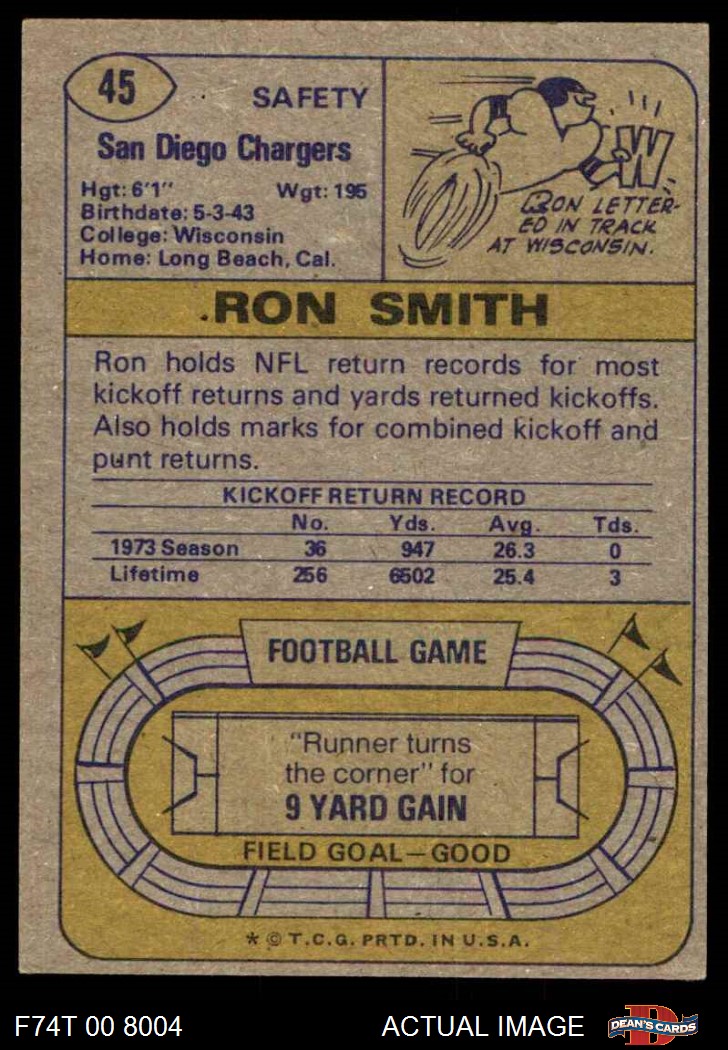 45
SAFETY
San Diego Chargers
Hgt: 6'1" Wgt: 195
Birthdate: 5-3-43
College: Wisconsin
Home: Long Beach, Cal.
W
RON LETTER-
ED IN TRACK
AT WISCONSIN.
RON SMITH
Ron holds NFL return records for most
kickoff returns and yards returned kickoffs.
Also holds marks for combined kickoff and
punt returns.
KICKOFF RETURN RECORD
No. Yds. Avg. Tds.
1973 Season 36 947 26.3 0
Lifetime 256 6502 25.4 3
FOOTBALL GAME
"Runner turns
the corner" for
9 YARD GAIN
FIELD GOAL—GOOD
* © T.C.G. PRTD. IN U.S.A.
F74T 00 8004 ACTUAL IMAGE
D
DEAN'S CARDS